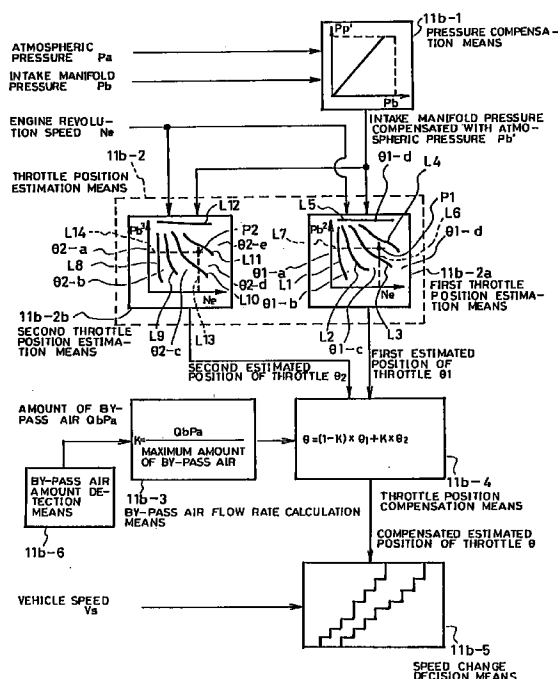 11b-1
Pp'
PRESSURE COMPENSA-
TION MEANS
Pb
ATMOSPHERIC
PRESSURE Pa
INTAKE MANIFOLD
PRESSURE Pb
ENGINE REVOLU-
TION SPEED Ne
INTAKE MANIFOLD PRESSURE
COMPENSATED WITH ATMO-
SPHERIC PRESSURE Pb'
11b-2
THROTTLE POSITION
ESTIMATION MEANS
θ1-d
L4
L12
L5
P1
L14
Pb'
P2
L7
Pb'
L6
θ2-a
θ2-e
θ1-d
L8
L11
θ1-a
θ2-b
θ2-d
L1
11b-2a
Ne
L10
θ1-b
Ne
FIRST THROTTLE
POSITION ESTIMA-
TION MEANS
11b-2b
L9
L13
L2
L3
SECOND THROTTLE
POSITION ESTIMA-
TION MEANS
θ2-c
θ1-c
SECOND ESTIMATED
POSITION OF THROTTLE θ2
FIRST ESTIMATED
POSITION OF
THROTTLE θ1
AMOUNT OF BY-
PASS AIR QbPa
K= QbPa
MAXIMUM AMOUNT
OF BY-PASS AIR
θ=(1-K)×θ1+K×θ2
BY-PASS AIR
AMOUNT DE-
TECTION
MEANS
11b-6
11b-3
BY-PASS AIR FLOW RATE CALCULATION
MEANS
11b-4
THROTTLE POSITION
COMPENSATION MEANS
COMPENSATED ESTIMATED
POSITION OF THROTTLE θ
VEHICLE SPEED
Vs
11b-5
SPEED CHANGE
DECISION MEANS